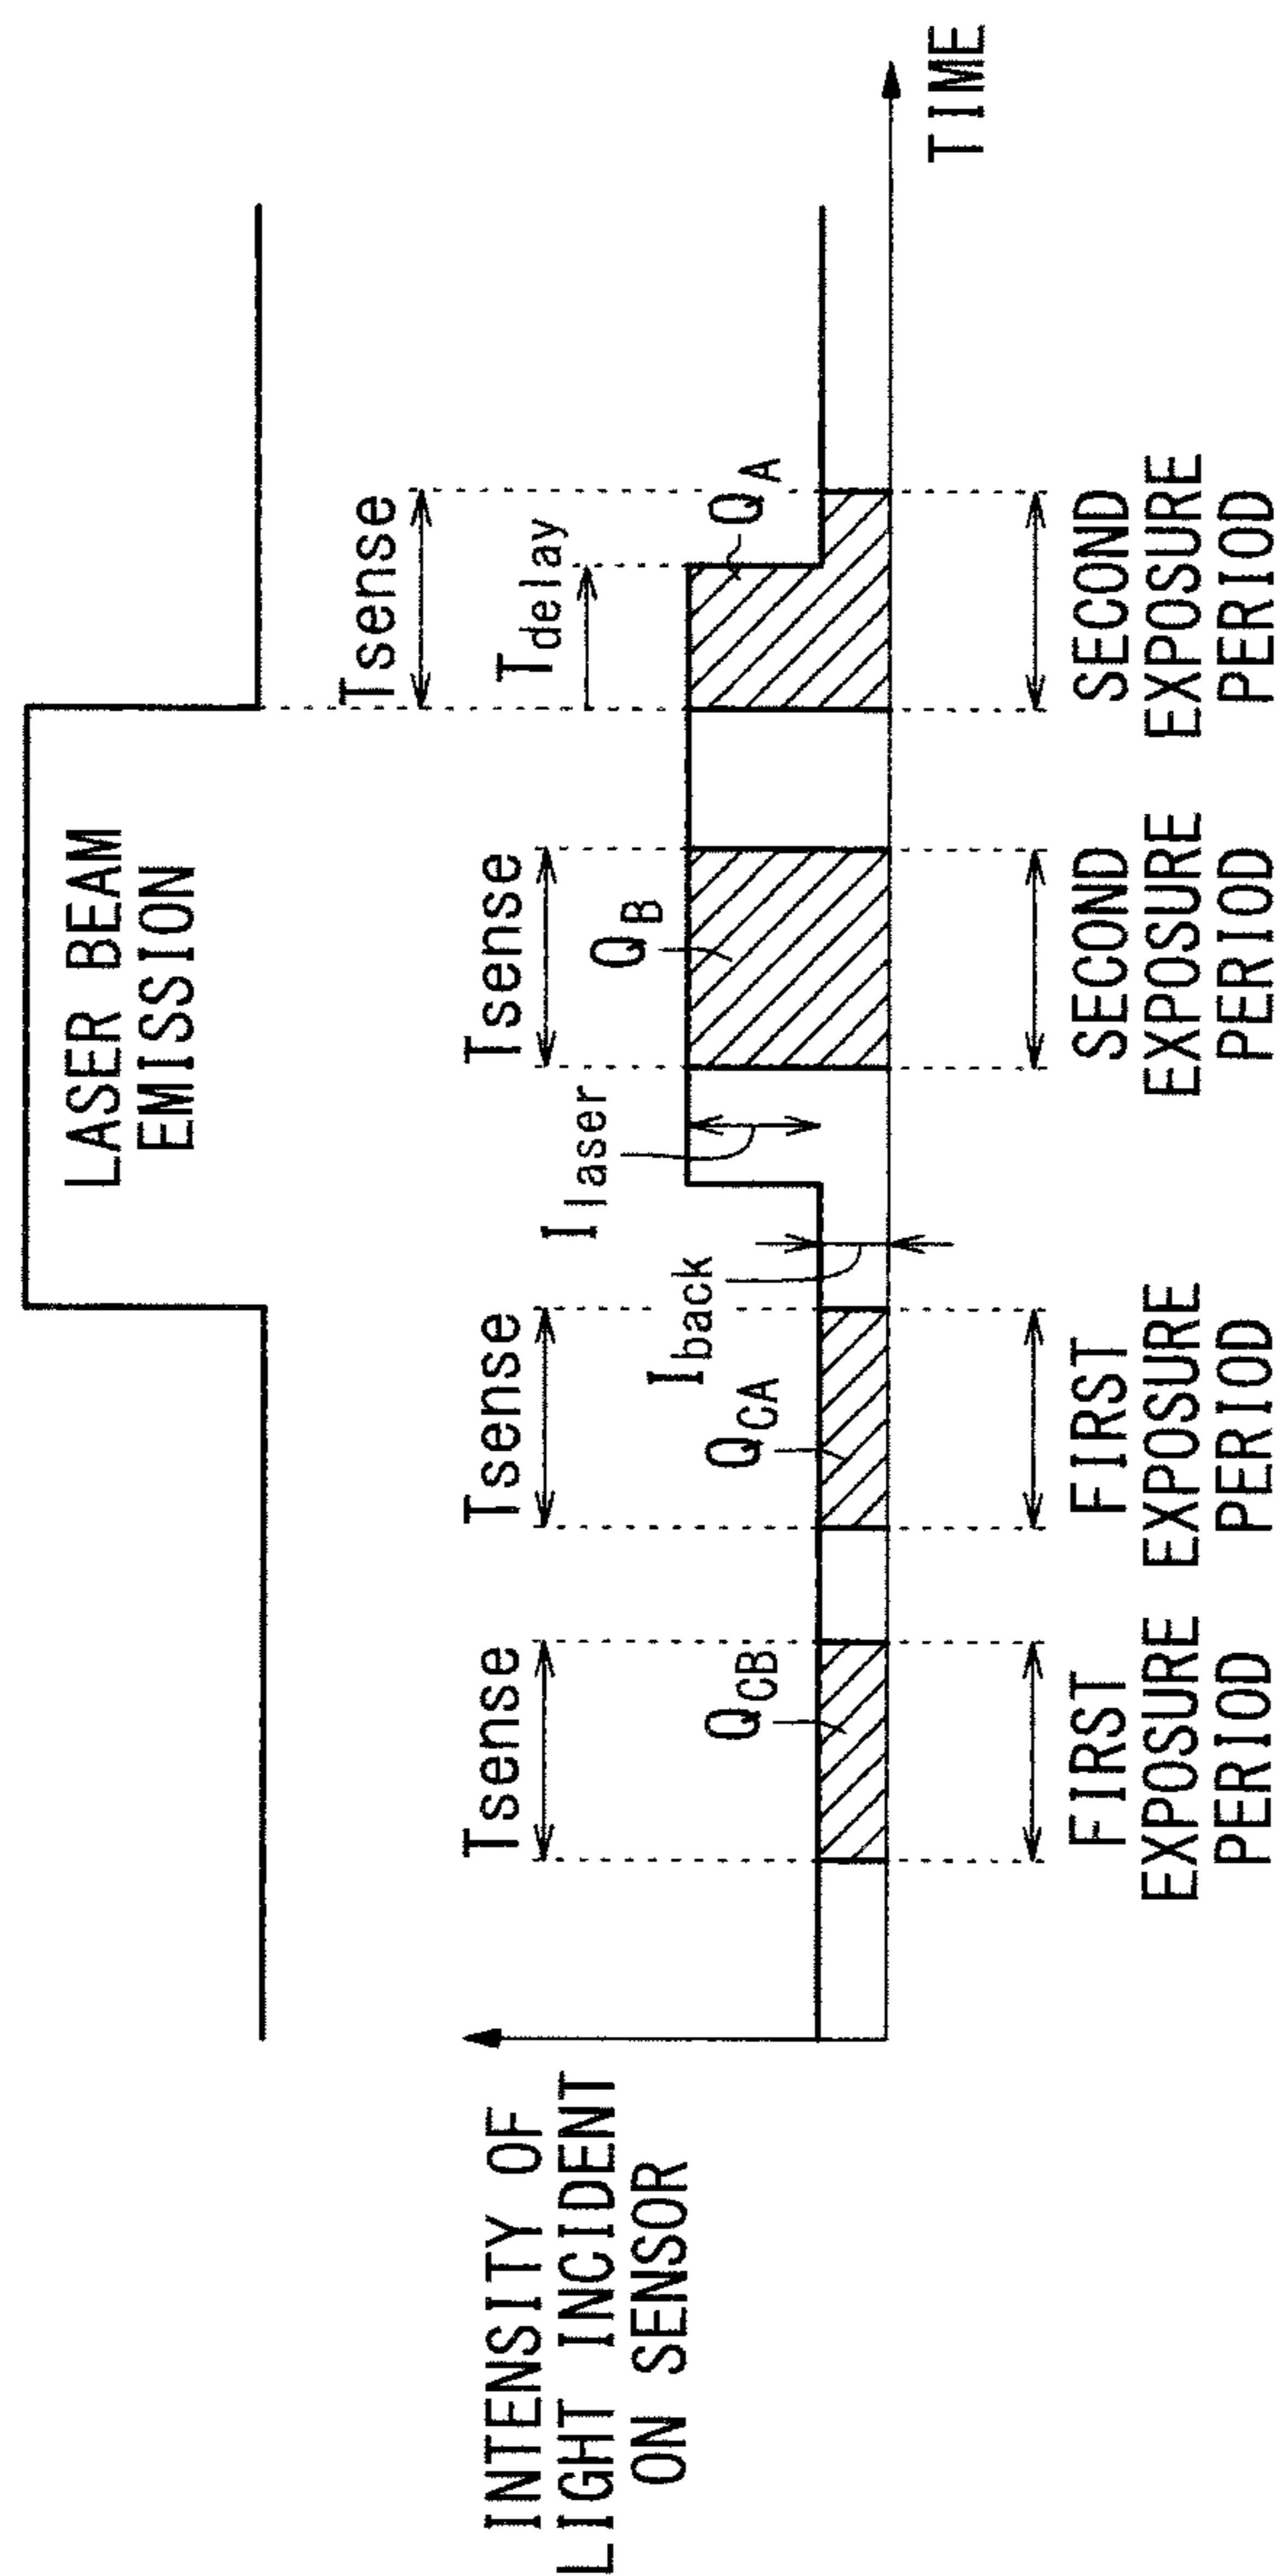 LASER BEAM
EMISSION
Tsense
Tsense
Tsense
Tsense
Tdelay
QCB
QCA
Iback
Ilaser
QB
QA
INTENSITY OF
LIGHT INCIDENT
ON SENSOR
TIME
FIRST
EXPOSURE
PERIOD
FIRST
EXPOSURE
PERIOD
SECOND
EXPOSURE
PERIOD
SECOND
EXPOSURE
PERIOD